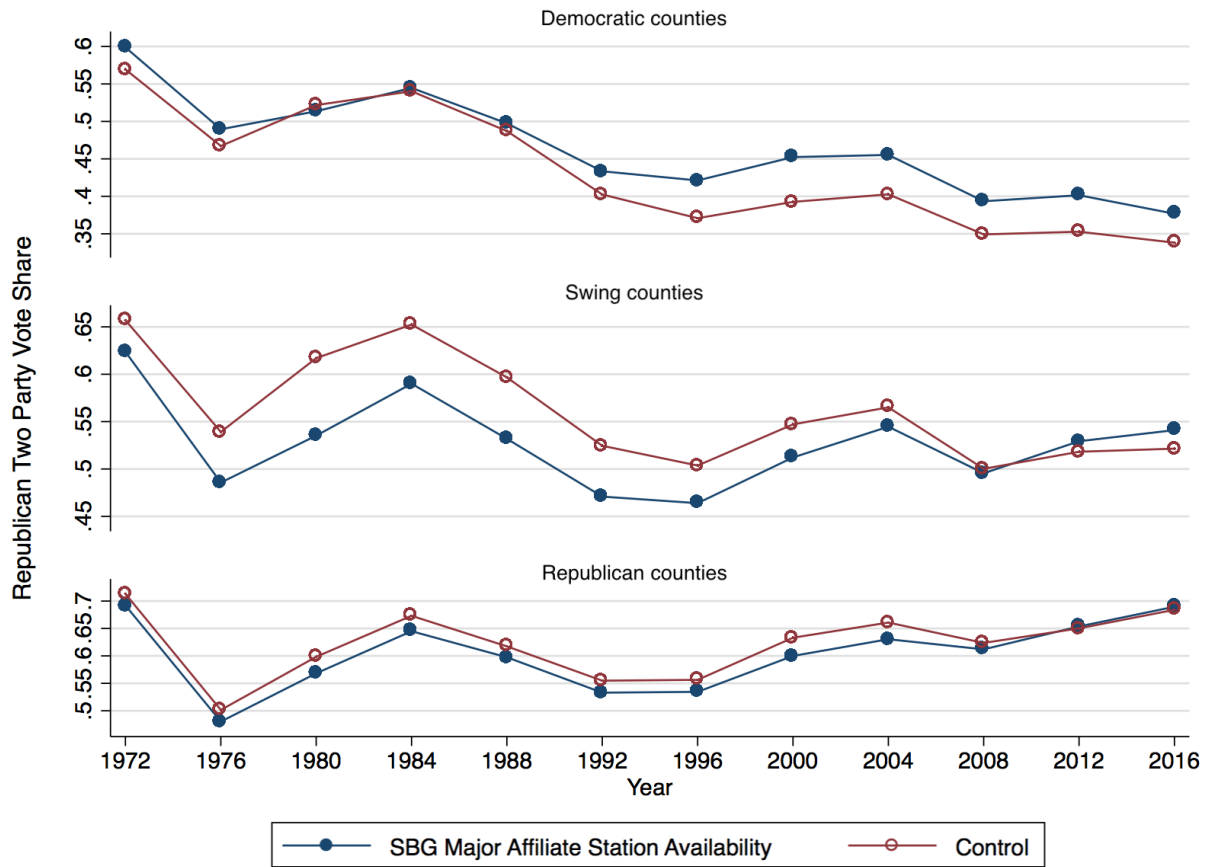 Democratic counties
.6
.55
.5
.45
.4
.35
Swing counties
.65
.6
.55
.5
.45
Republican counties
.7
.65
.6
.55
.5
Republican Two Party Vote Share
1972 1976 1980 1984 1988 1992 1996 2000 2004 2008 2012 2016
Year
SBG Major Affiliate Station Availability Control